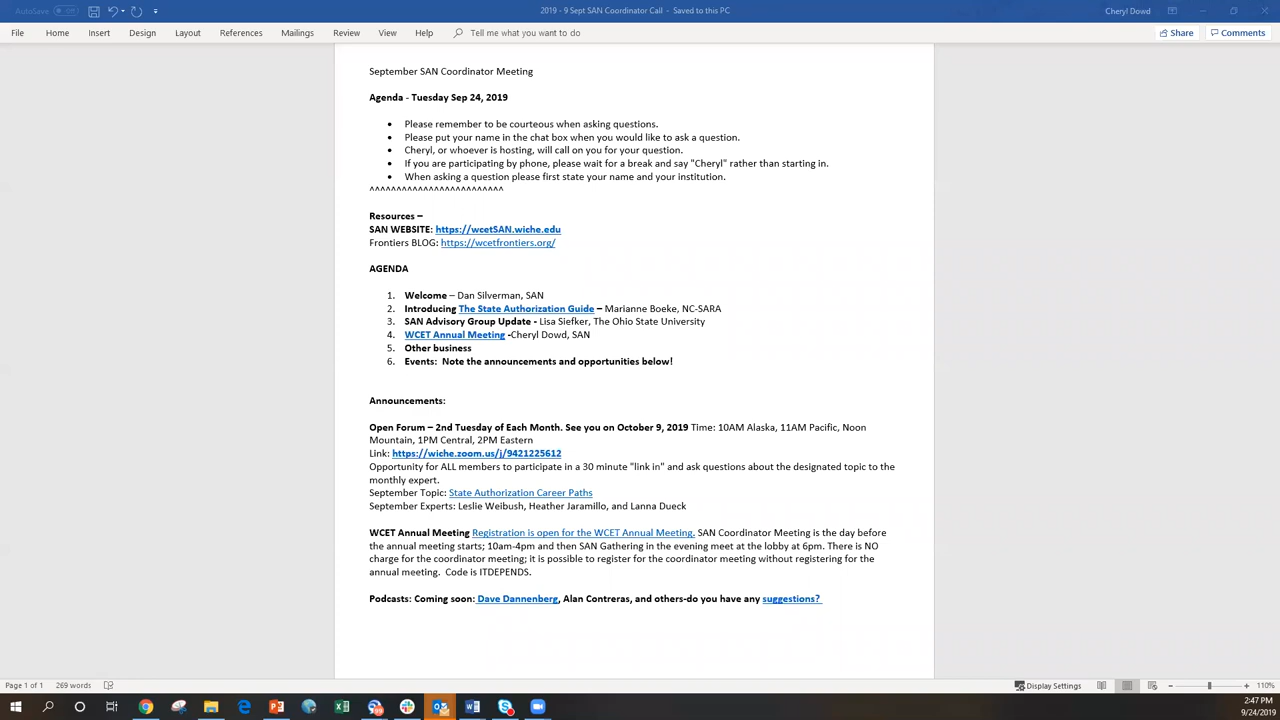 AutoSave Off
2019 - 9 Sept SAN Coordinator Call - Saved to this PC
Cheryl Dowd
File Home Insert Design Layout References Mailings Review View Help Tell me what you want to do Share Comments
September SAN Coordinator Meeting
Agenda - Tuesday Sep 24, 2019
• Please remember to be courteous when asking questions.
• Please put your name in the chat box when you would like to ask a question.
• Cheryl, or whoever is hosting, will call on you for your question.
• If you are participating by phone, please wait for a break and say "Cheryl" rather than starting in.
• When asking a question please first state your name and your institution.
^^^^^^^^^^^^^^^^^^^^^^^^^
Resources –
SAN WEBSITE: https://wcetSAN.wiche.edu
Frontiers BLOG: https://wcetfrontiers.org/
AGENDA
1. Welcome – Dan Silverman, SAN
2. Introducing The State Authorization Guide – Marianne Boeke, NC-SARA
3. SAN Advisory Group Update - Lisa Siefker, The Ohio State University
4. WCET Annual Meeting -Cheryl Dowd, SAN
5. Other business
6. Events: Note the announcements and opportunities below!
Announcements:
Open Forum – 2nd Tuesday of Each Month. See you on October 9, 2019 Time: 10AM Alaska, 11AM Pacific, Noon
Mountain, 1PM Central, 2PM Eastern
Link: https://wiche.zoom.us/j/9421225612
Opportunity for ALL members to participate in a 30 minute "link in" and ask questions about the designated topic to the
monthly expert.
September Topic: State Authorization Career Paths
September Experts: Leslie Weibush, Heather Jaramillo, and Lanna Dueck
WCET Annual Meeting Registration is open for the WCET Annual Meeting. SAN Coordinator Meeting is the day before
the annual meeting starts; 10am-4pm and then SAN Gathering in the evening meet at the lobby at 6pm. There is NO
charge for the coordinator meeting; it is possible to register for the coordinator meeting without registering for the
annual meeting. Code is ITDEPENDS.
Podcasts: Coming soon: Dave Dannenberg, Alan Contreras, and others-do you have any suggestions?
Page 1 of 1 269 words Display Settings 110%
2:47 PM
9/24/2019